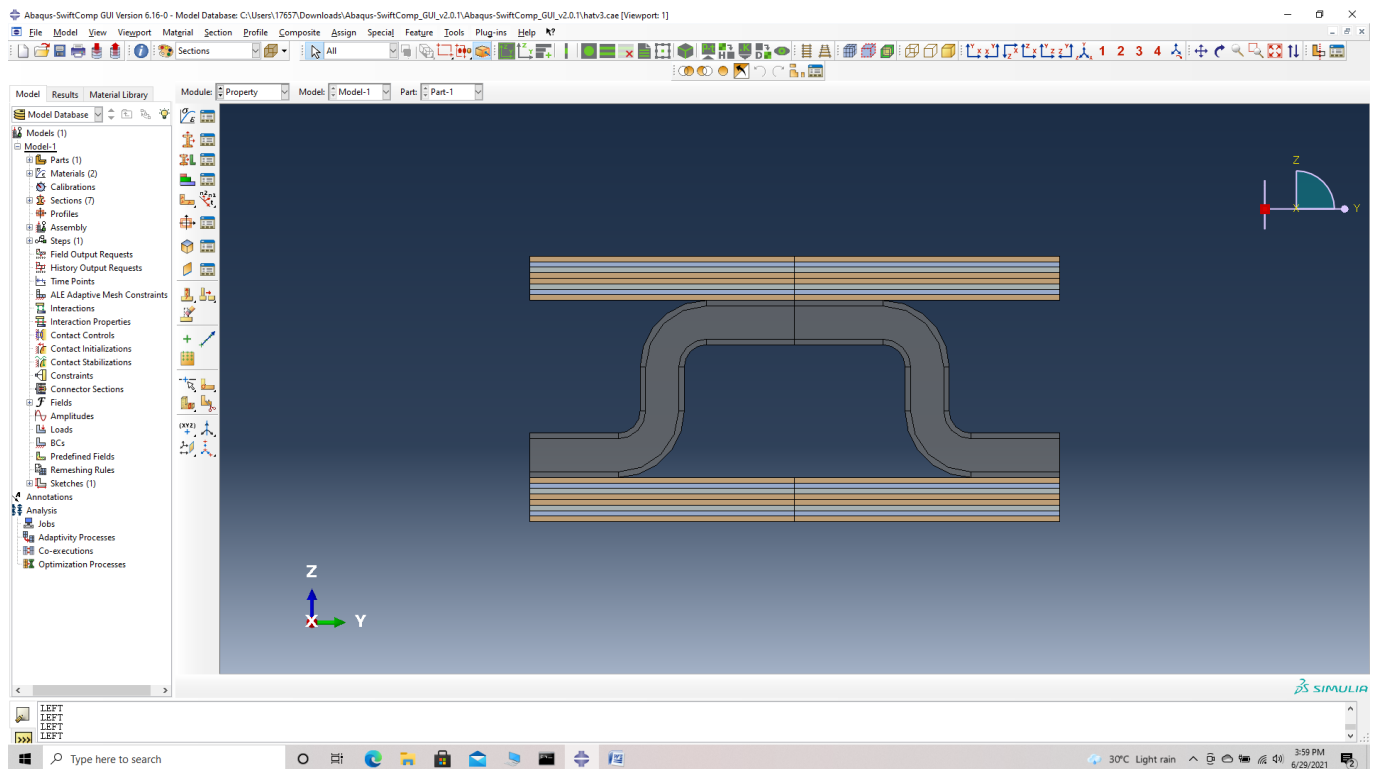 Abaqus-SwiftComp GUI Version 6.16-0 - Model Database: C:\Users\17657\Downloads\Abaqus-SwiftComp_GUI_v2.0.1\Abaqus-SwiftComp_GUI_v2.0.1\hatv3.cae [Viewport: 1]
File Model View Viewport Material Section Profile Composite Assign Special Feature Tools Plug-ins Help
Sections All 1 2 3 4
Model Results Material Library Module: Property Model: Model-1 Part: Part-1
Model Database
Models (1)
Model-1
Parts (1)
Materials (2)
Calibrations
Sections (7)
Profiles
Assembly
Steps (1)
Field Output Requests
History Output Requests
Time Points
ALE Adaptive Mesh Constraints
Interactions
Interaction Properties
Contact Controls
Contact Initializations
Contact Stabilizations
Constraints
Connector Sections
Fields
Amplitudes
Loads
BCs
Predefined Fields
Remeshing Rules
Sketches (1)
Annotations
Analysis
Jobs
Adaptivity Processes
Co-executions
Optimization Processes
Z
X Y
Z
X Y
SIMULIA
LEFT
LEFT
LEFT
LEFT
Type here to search
30°C Light rain
3:59 PM
6/29/2021